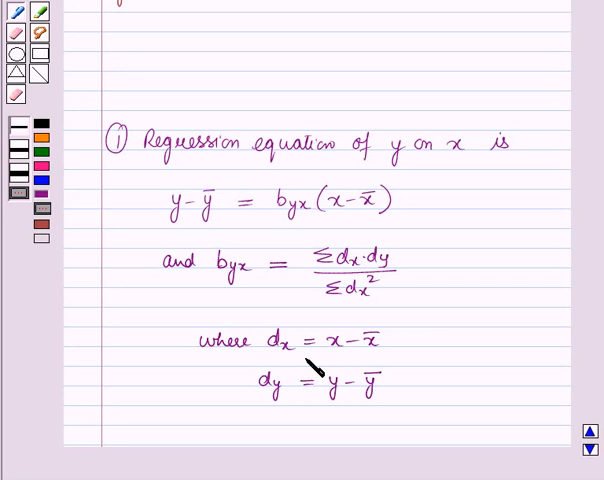 ① Regression equation of y on x is
y - ȳ = byx (x - x̄)
and byx = Σdx·dy / Σdx²
where dx = x - x̄
dy = y - ȳ